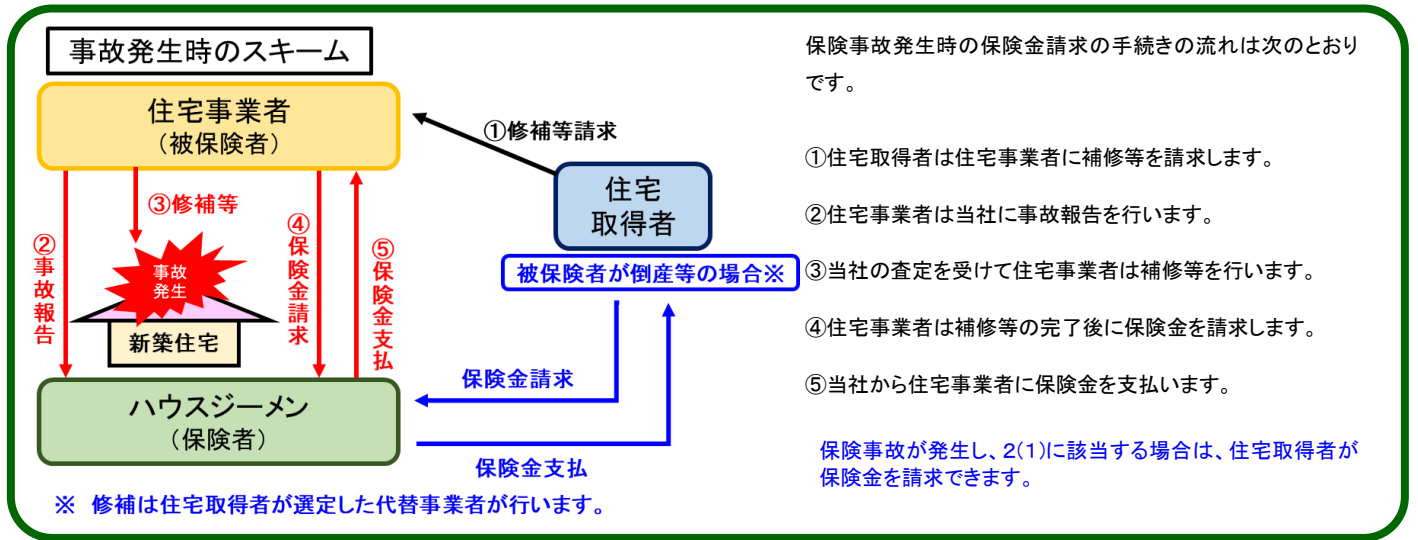 事故発生時のスキーム
住宅事業者
（被保険者）
①修補等請求
住宅
取得者
③修補等
②事故報告
④保険金請求
⑤保険金支払
事故
発生
新築住宅
被保険者が倒産等の場合※
ハウスジーメン
（保険者）
保険金請求
保険金支払
※ 修補は住宅取得者が選定した代替事業者が行います。
保険事故発生時の保険金請求の手続きの流れは次のとおり
です。
①住宅取得者は住宅事業者に補修等を請求します。
②住宅事業者は当社に事故報告を行います。
③当社の査定を受けて住宅事業者は補修等を行います。
④住宅事業者は補修等の完了後に保険金を請求します。
⑤当社から住宅事業者に保険金を支払います。
保険事故が発生し、2(1)に該当する場合は、住宅取得者が
保険金を請求できます。